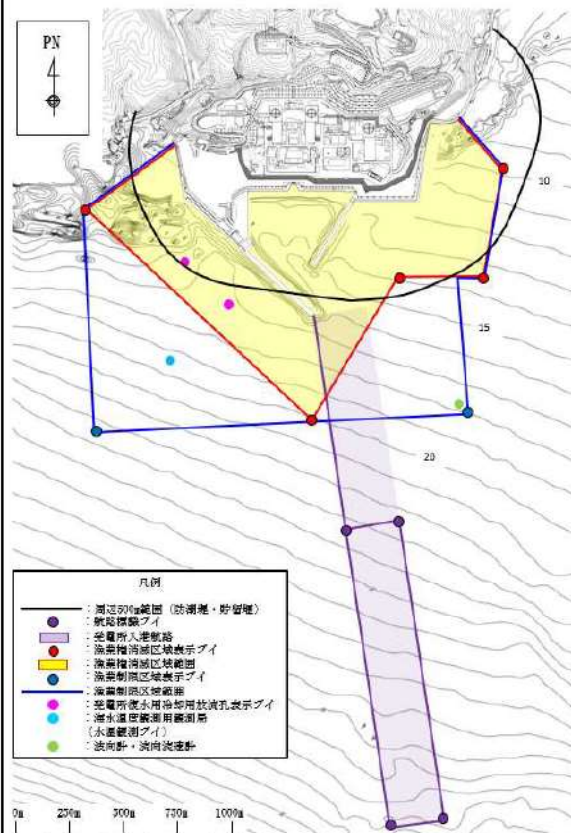 PN
10
15
20
凡例
：周辺500m範囲（防潮堤・貯留堰）
：航路標識ブイ
：発電所入港航路
：漁業権消滅区域表示ブイ
：漁業権消滅区域範囲
：漁業制限区域表示ブイ
：漁業制限区域範囲
：発電所復水用冷却用放流孔表示ブイ
：海水温度観測用観測局
（水温観測ブイ）
：波向計・流向流速計
0m 250m 500m 750m 1000m